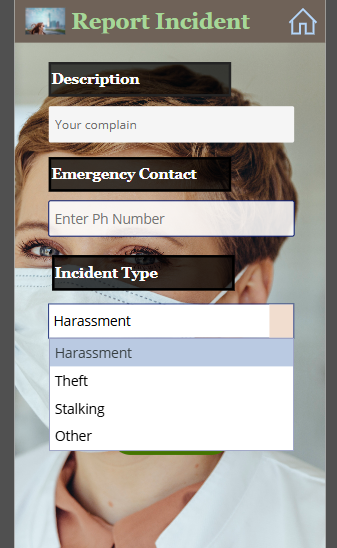 Report Incident
Description
Your complain
Emergency Contact
Enter Ph Number
Incident Type
Harassment
Harassment
Theft
Stalking
Other